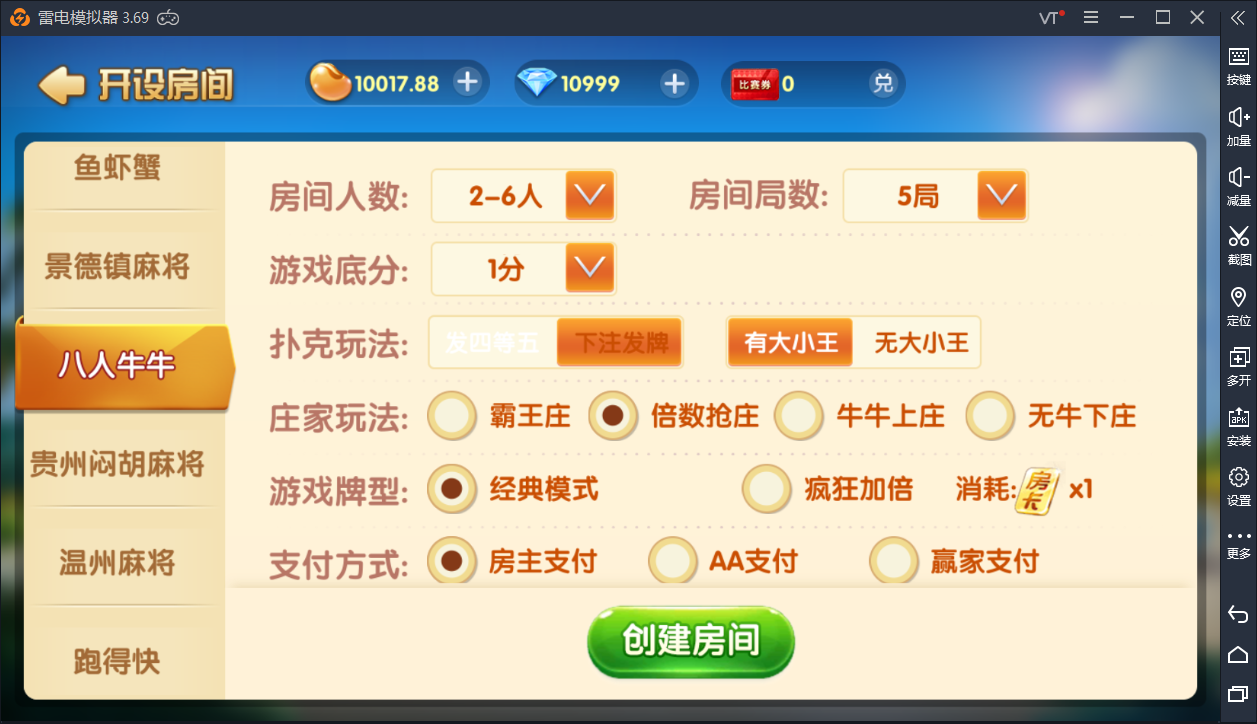 雷电模拟器 3.69
VT
开设房间
10017.88
10999
比赛券 0
兑
鱼虾蟹
景德镇麻将
八人牛牛
贵州闷胡麻将
温州麻将
跑得快
房间人数: 2-6人 房间局数: 5局
游戏底分: 1分
扑克玩法: 发四等五 下注发牌 有大小王 无大小王
庄家玩法: 霸王庄 倍数抢庄 牛牛上庄 无牛下庄
游戏牌型: 经典模式 疯狂加倍 消耗: 房卡 x1
支付方式: 房主支付 AA支付 赢家支付
创建房间
按键
加量
减量
截图
定位
多开
APK
安装
设置
更多